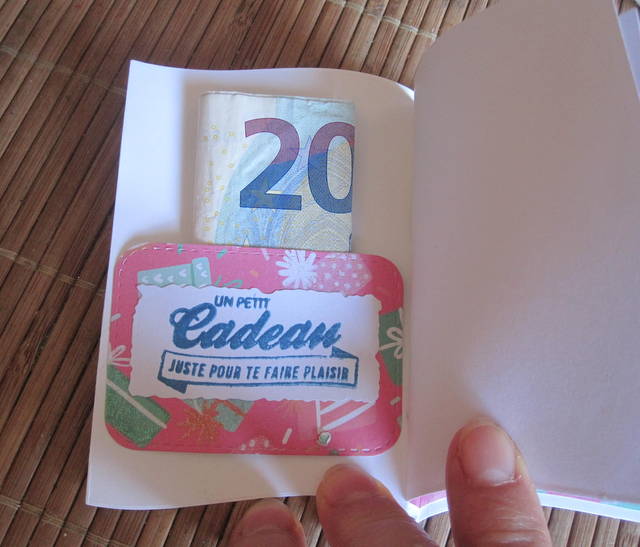 20
UN PETIT
Cadeau
JUSTE POUR TE FAIRE PLAISIR